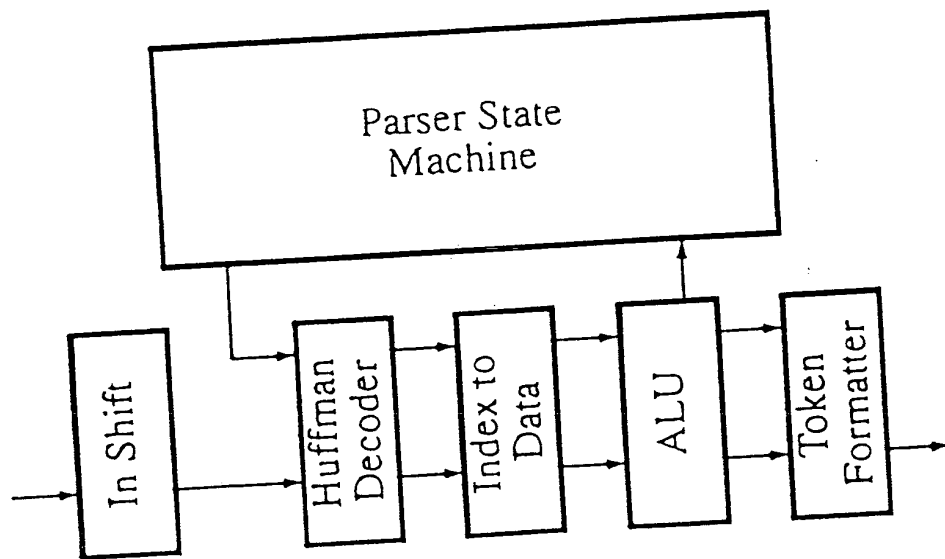 Parser State
Machine
In Shift
Huffman
Decoder
Index to
Data
ALU
Token
Formatter